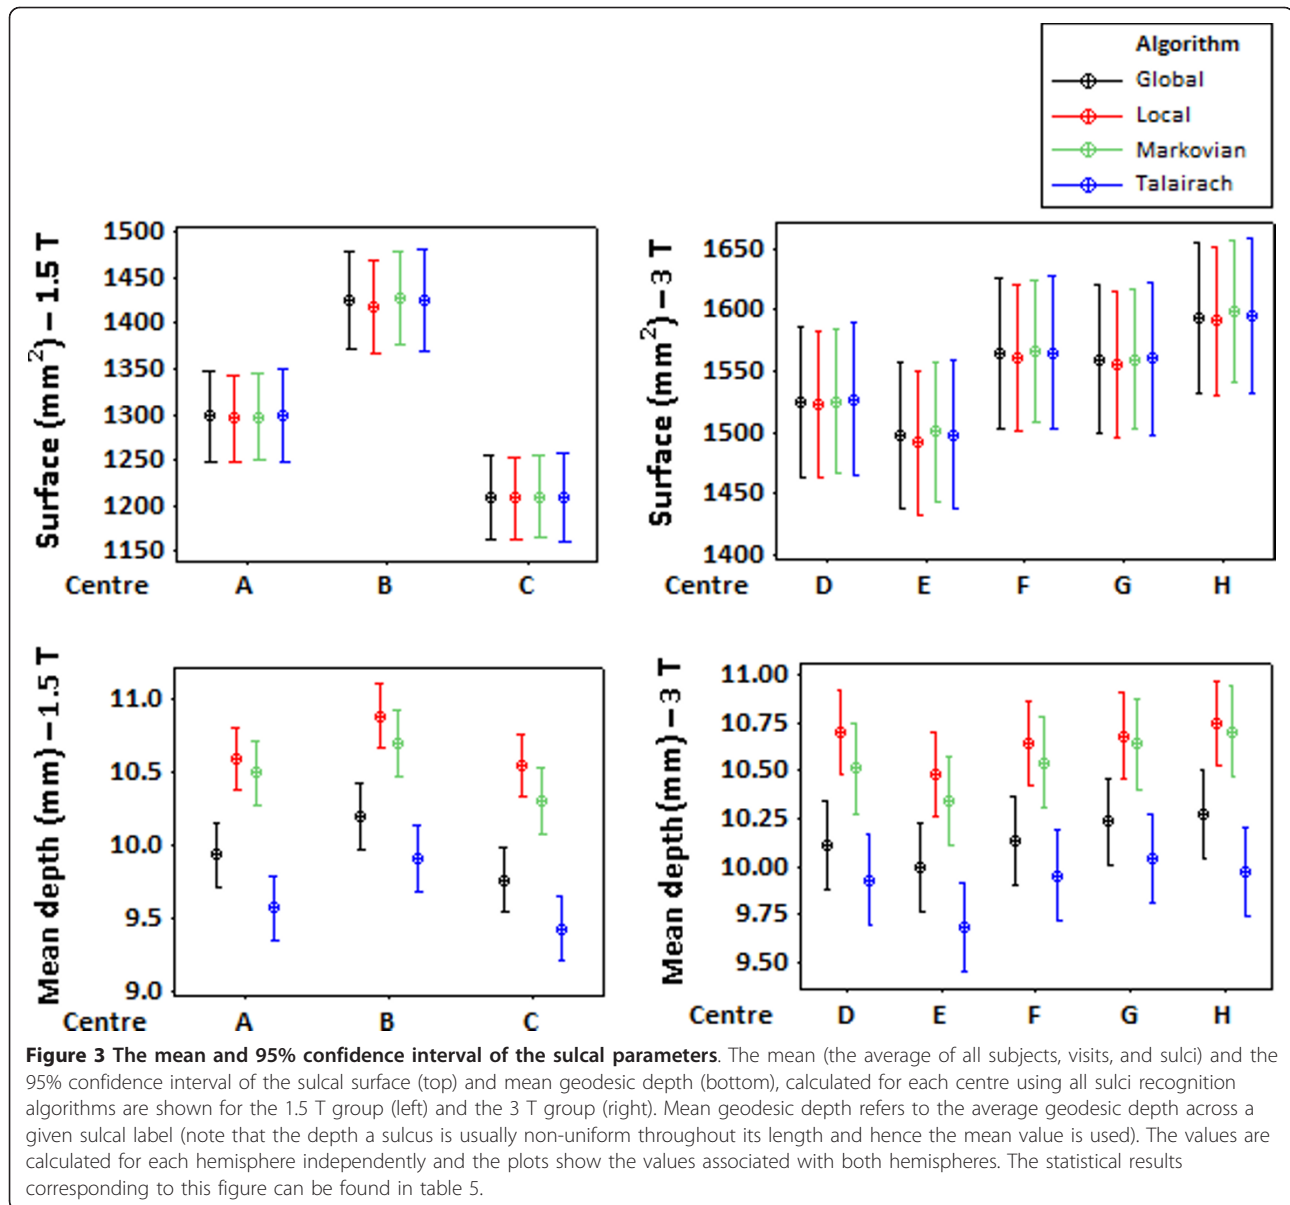 Algorithm
Global
Local
Markovian
Talairach
Surface (mm²) – 1.5 T
1500
1450
1400
1350
1300
1250
1200
1150
Centre A B C
Surface (mm²) – 3 T
1650
1600
1550
1500
1450
1400
Centre D E F G H
Mean depth (mm) – 1.5 T
11.0
10.5
10.0
9.5
9.0
Centre A B C
Mean depth(mm) – 3 T
11.00
10.75
10.50
10.25
10.00
9.75
9.50
Centre D E F G H
Figure 3 The mean and 95% confidence interval of the sulcal parameters. The mean (the average of all subjects, visits, and sulci) and the
95% confidence interval of the sulcal surface (top) and mean geodesic depth (bottom), calculated for each centre using all sulci recognition
algorithms are shown for the 1.5 T group (left) and the 3 T group (right). Mean geodesic depth refers to the average geodesic depth across a
given sulcal label (note that the depth a sulcus is usually non-uniform throughout its length and hence the mean value is used). The values are
calculated for each hemisphere independently and the plots show the values associated with both hemispheres. The statistical results
corresponding to this figure can be found in table 5.